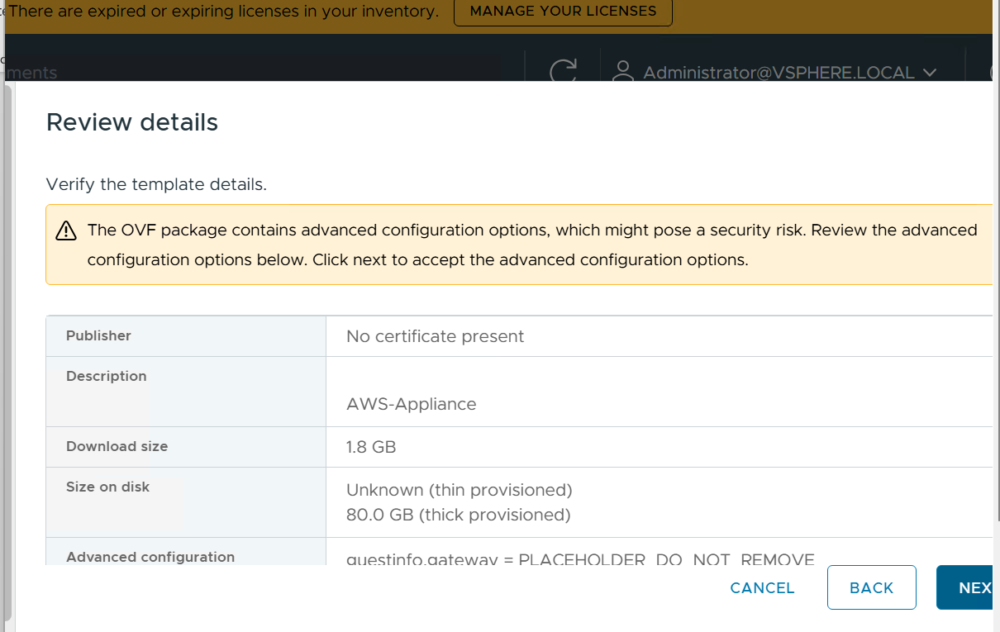 There are expired or expiring licenses in your inventory.
MANAGE YOUR LICENSES
ments
Administrator@VSPHERE.LOCAL
Review details
Verify the template details.
The OVF package contains advanced configuration options, which might pose a security risk. Review the advanced
configuration options below. Click next to accept the advanced configuration options.
Publisher
No certificate present
Description
AWS-Appliance
Download size
1.8 GB
Size on disk
Unknown (thin provisioned)
80.0 GB (thick provisioned)
Advanced configuration
guestinfo.gateway = PLACEHOLDER_DO_NOT_REMOVE
CANCEL
BACK
NEX